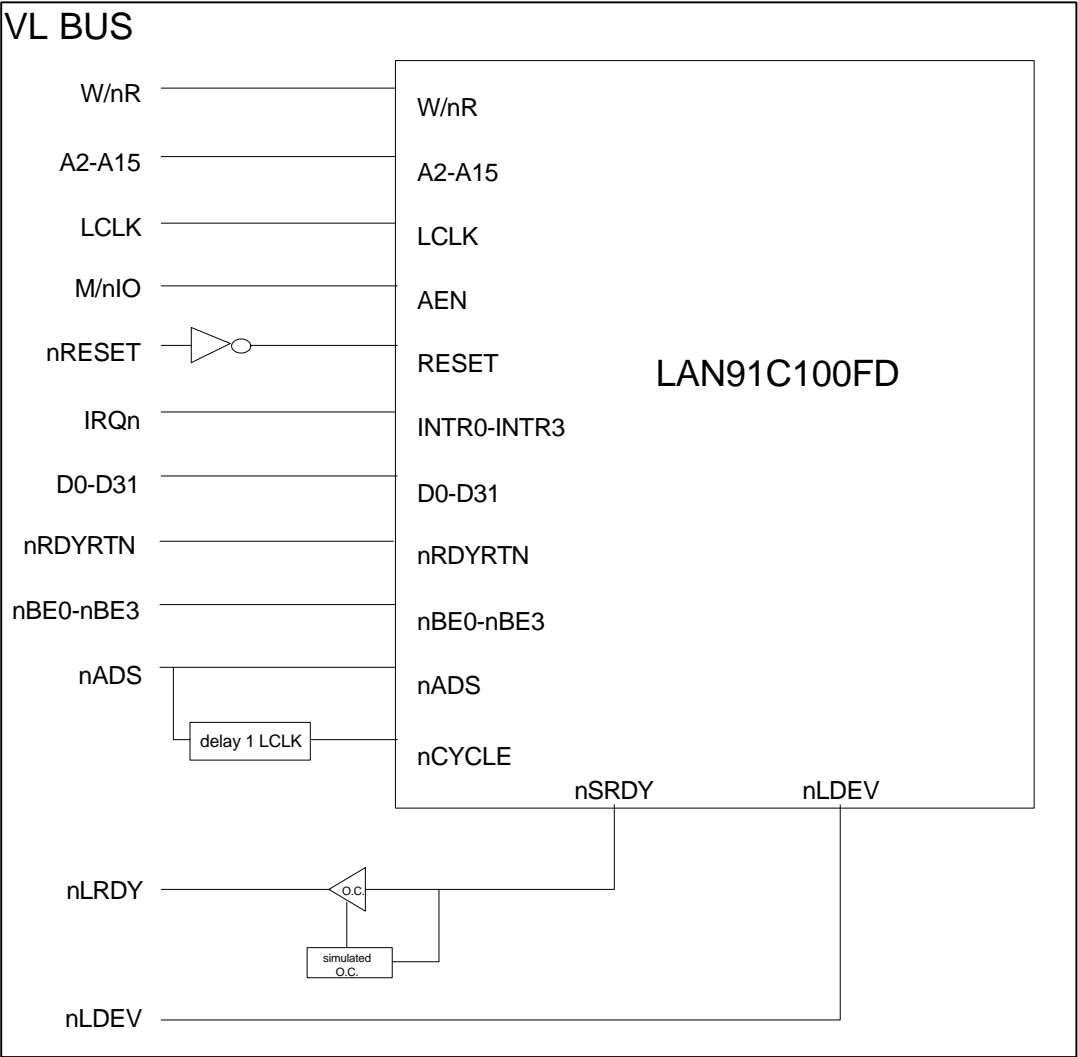 VL BUS
W/nR
W/nR
A2-A15
A2-A15
LCLK
LCLK
M/nIO
AEN
nRESET
RESET
LAN91C100FD
IRQn
INTR0-INTR3
D0-D31
D0-D31
nRDYRTN
nRDYRTN
nBE0-nBE3
nBE0-nBE3
nADS
nADS
delay 1 LCLK
nCYCLE
nSRDY
nLDEV
nLRDY
O.C.
simulated
O.C.
nLDEV